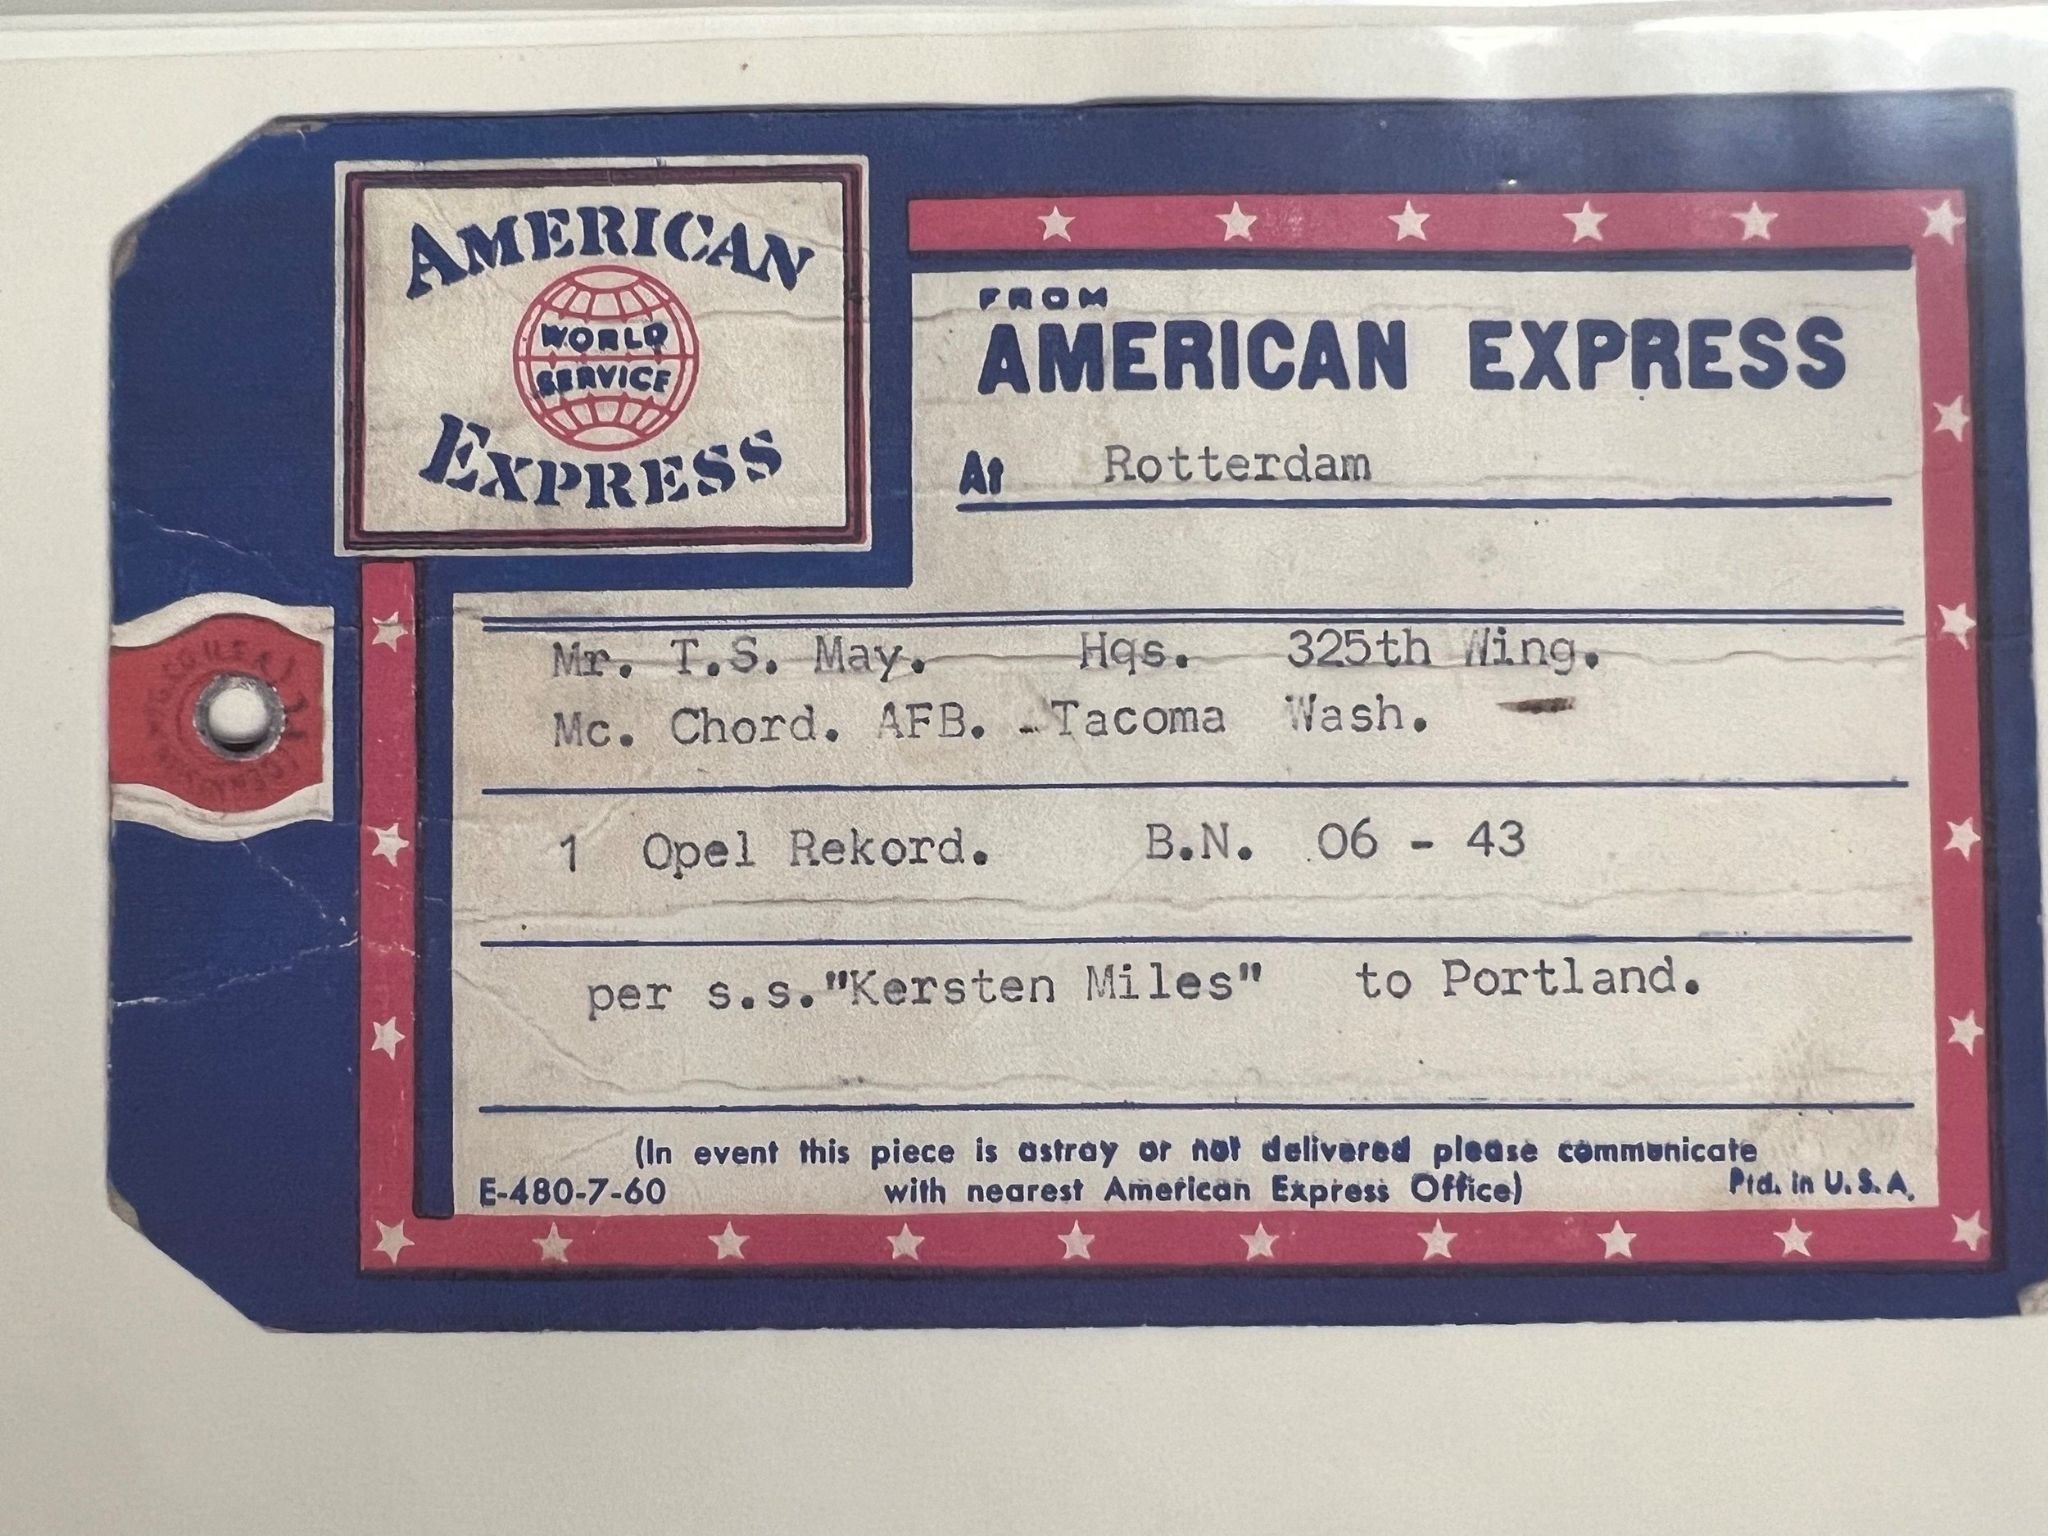 AMERICAN
WORLD
SERVICE
EXPRESS
FROM
AMERICAN EXPRESS
At Rotterdam
Mr. T.S. May. Hqs. 325th Wing.
Mc. Chord. AFB. - Tacoma Wash.
1 Opel Rekord. B.N. 06 - 43
per s.s."Kersten Miles" to Portland.
(In event this piece is astray or not delivered please communicate
with nearest American Express Office)
E-480-7-60
Ptd. in U.S.A.